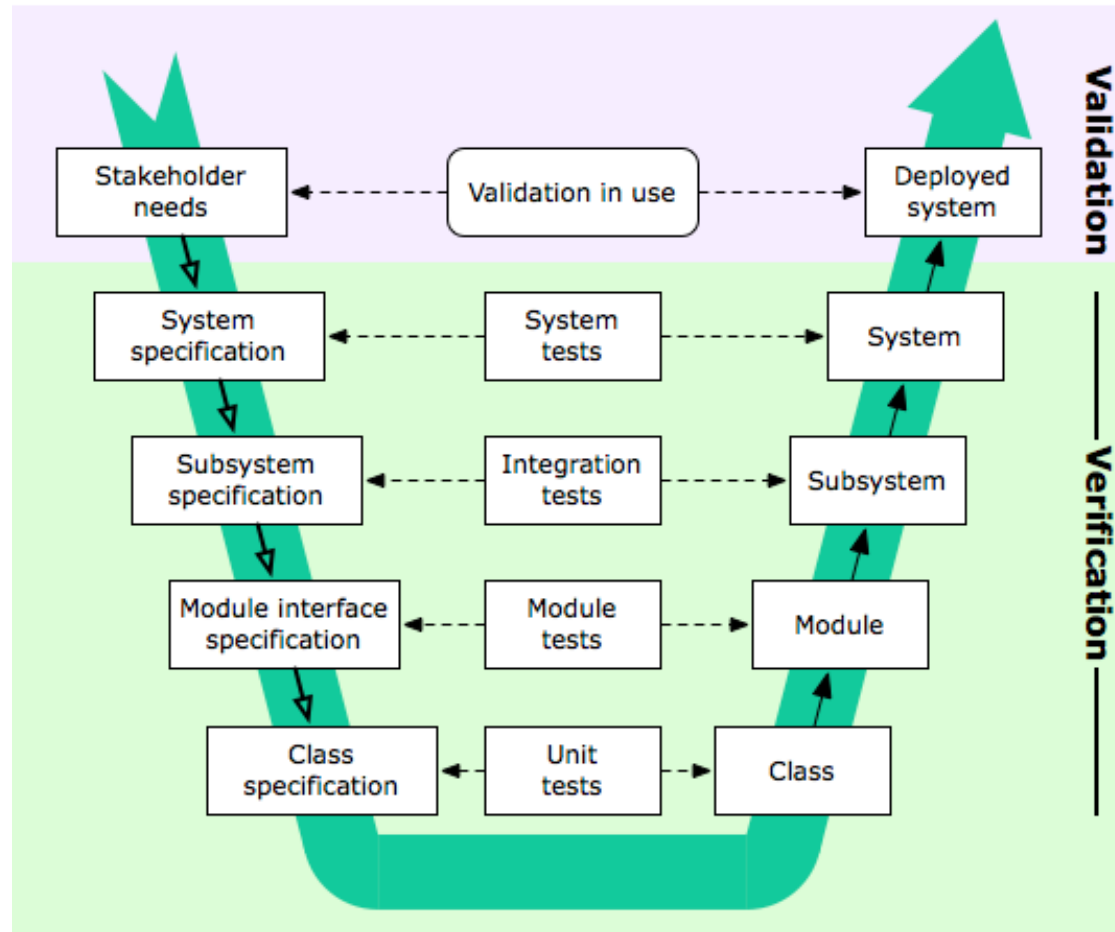 Stakeholder
needs
Validation in use
Deployed
system
Validation
System
specification
System
tests
System
Subsystem
specification
Integration
tests
Subsystem
Verification
Module interface
specification
Module
tests
Module
Class
specification
Unit
tests
Class